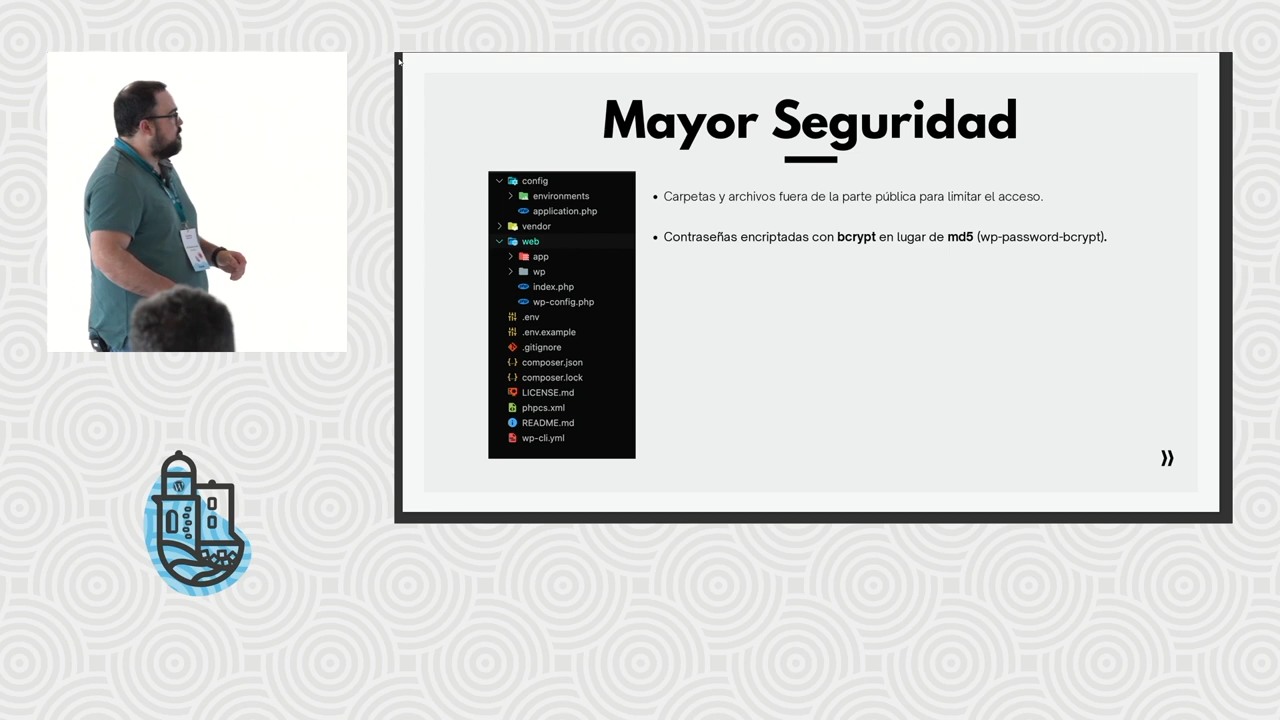 Mayor Seguridad
config
environments
application.php
vendor
web
app
wp
index.php
wp-config.php
.env
.env.example
.gitignore
composer.json
composer.lock
LICENSE.md
phpcs.xml
README.md
wp-cli.yml
• Carpetas y archivos fuera de la parte pública para limitar el acceso.
• Contraseñas encriptadas con bcrypt en lugar de md5 (wp-password-bcrypt).